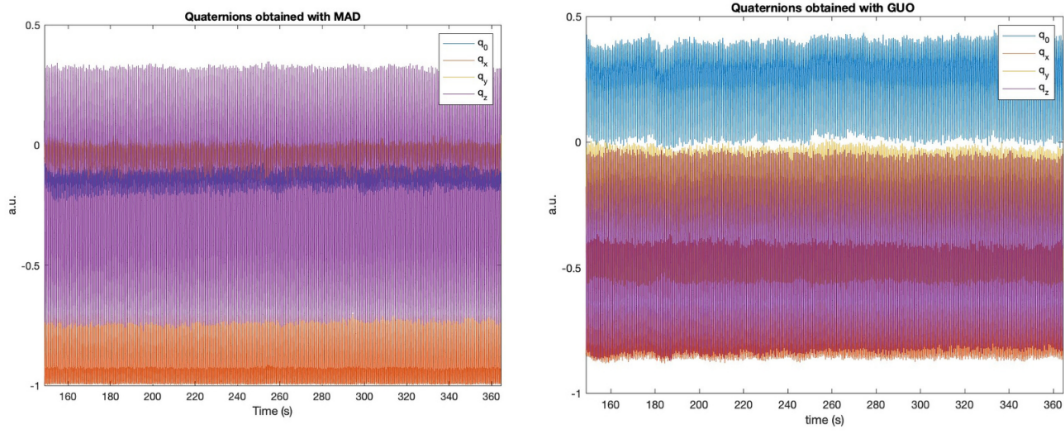 Quaternions obtained with MAD
0.5
0
-0.5
-1
a.u.
160 180 200 220 240 260 280 300 320 340 360
Time (s)
q0
qx
qy
qz
Quaternions obtained with GUO
0.5
0
-0.5
-1
a.u.
160 180 200 220 240 260 280 300 320 340 360
time (s)
q0
qx
qy
qz